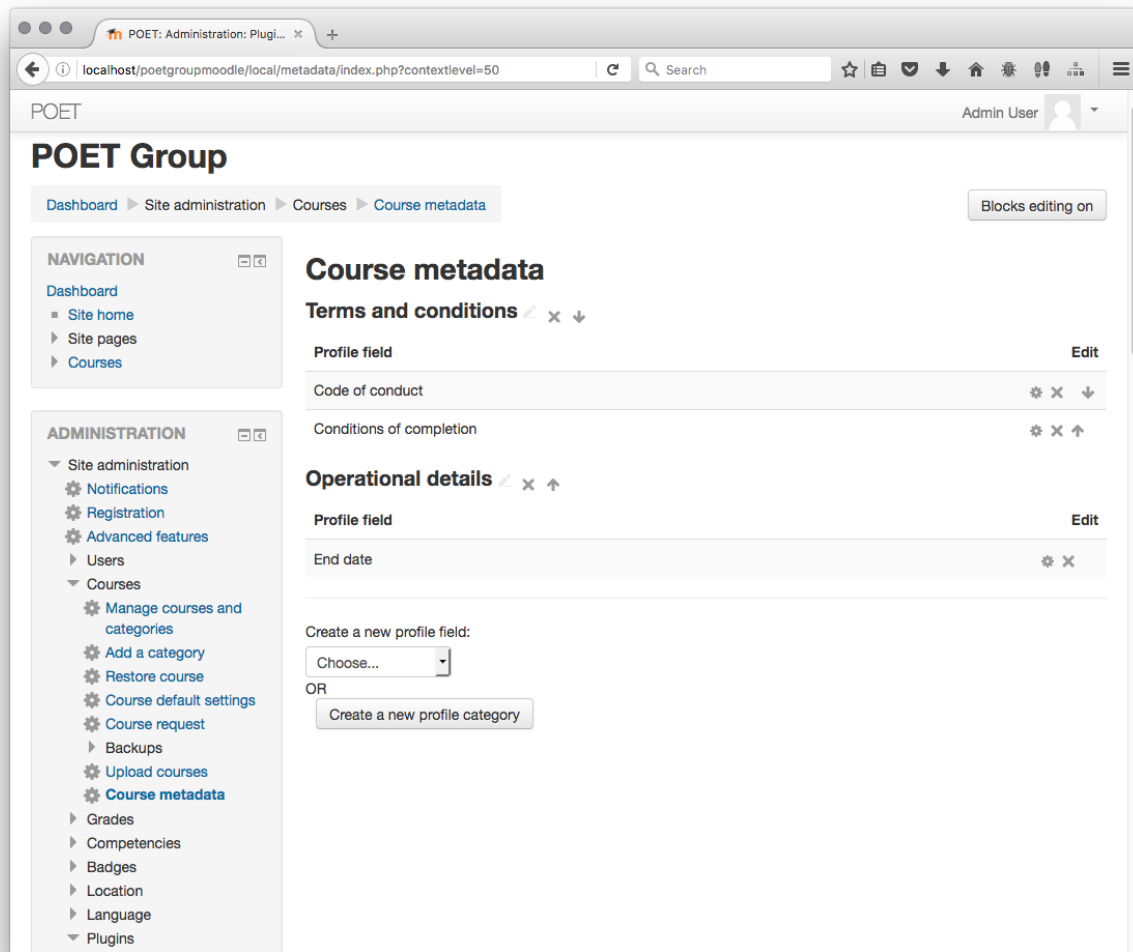 POET: Administration: Plugi...
localhost/poetgroupmoodle/local/metadata/index.php?contextlevel=50
Search
POET
Admin User
POET Group
Dashboard Site administration Courses Course metadata
Blocks editing on
NAVIGATION
Dashboard
Site home
Site pages
Courses
ADMINISTRATION
Site administration
Notifications
Registration
Advanced features
Users
Courses
Manage courses and
categories
Add a category
Restore course
Course default settings
Course request
Backups
Upload courses
Course metadata
Grades
Competencies
Badges
Location
Language
Plugins
Course metadata
Terms and conditions
Profile field Edit
Code of conduct
Conditions of completion
Operational details
Profile field Edit
End date
Create a new profile field:
Choose...
OR
Create a new profile category